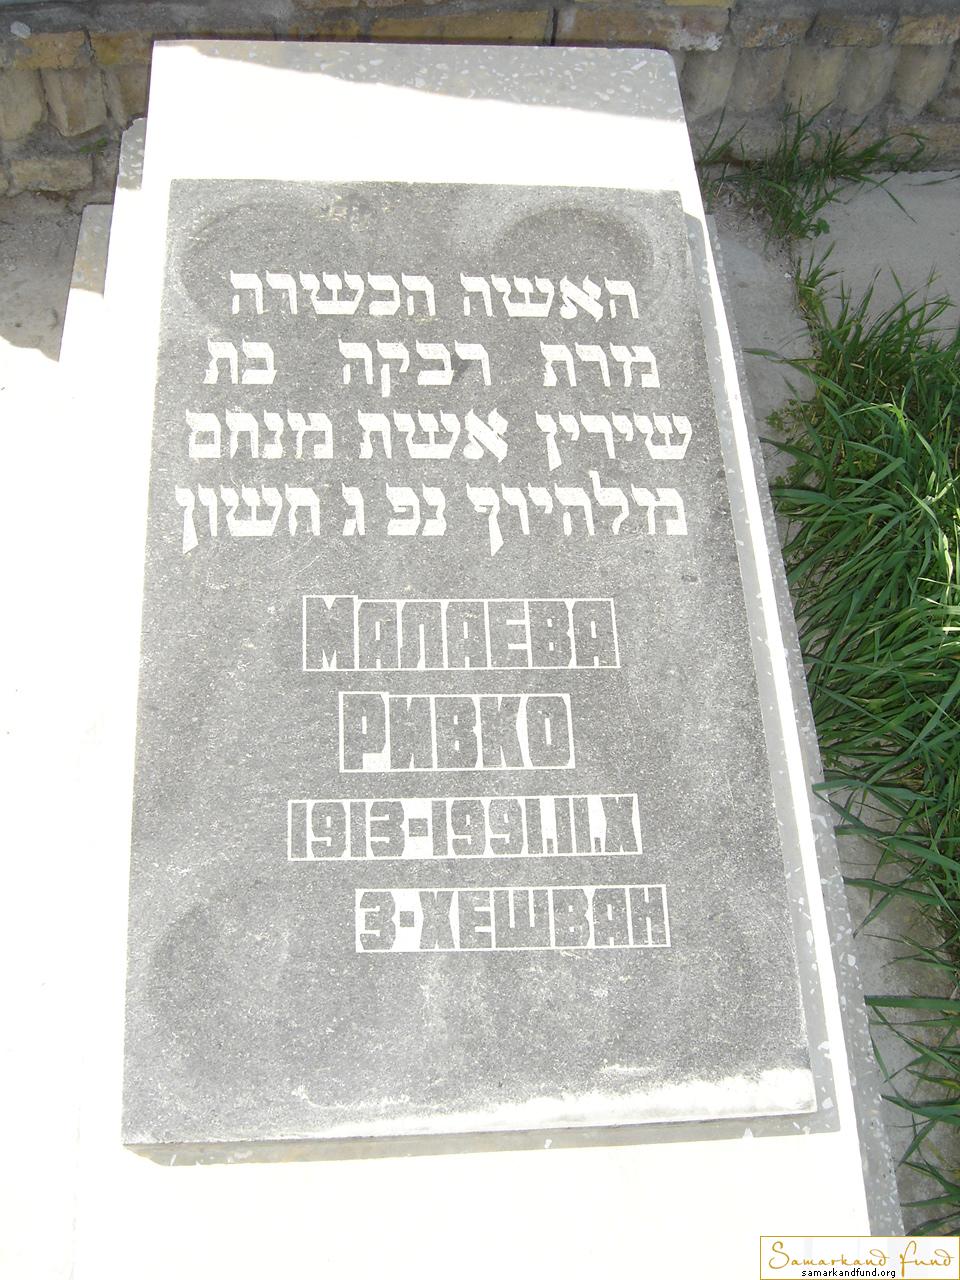 האשה הכשרה
מרת רבקה בת
שירין אשת מנחם
מלהיוף נפ ג חשון
МАЛАЕВА
РИВКО
1913-1991.11.X
3-ХЕШВАН
Samarkand fund
samarkandfund.org